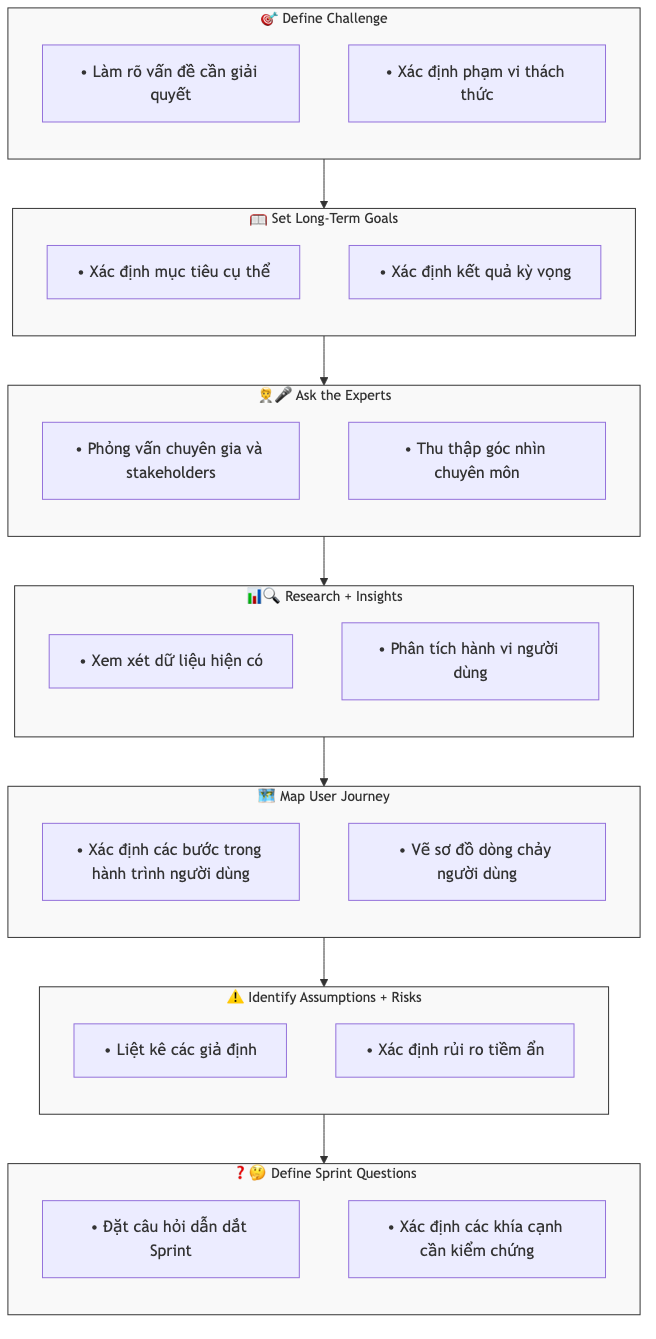 🎯 Define Challenge
• Làm rõ vấn đề cần giải
quyết
• Xác định phạm vi thách
thức
📖 Set Long-Term Goals
• Xác định mục tiêu cụ thể
• Xác định kết quả kỳ vọng
👨‍💼🎤 Ask the Experts
• Phỏng vấn chuyên gia và
stakeholders
• Thu thập góc nhìn
chuyên môn
📊🔍 Research + Insights
• Xem xét dữ liệu hiện có
• Phân tích hành vi người
dùng
🗺️ Map User Journey
• Xác định các bước trong
hành trình người dùng
• Vẽ sơ đồ dòng chảy
người dùng
⚠️ Identify Assumptions + Risks
• Liệt kê các giả định
• Xác định rủi ro tiềm ẩn
❓🤔 Define Sprint Questions
• Đặt câu hỏi dẫn dắt
Sprint
• Xác định các khía cạnh
cần kiểm chứng